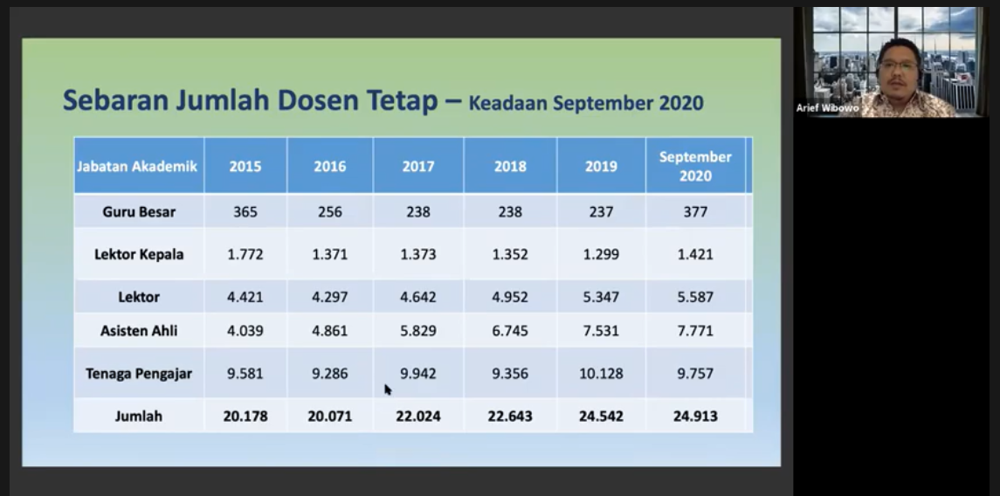 Sebaran Jumlah Dosen Tetap – Keadaan September 2020
Jabatan Akademik 2015 2016 2017 2018 2019 September 2020
Guru Besar 365 256 238 238 237 377
Lektor Kepala 1.772 1.371 1.373 1.352 1.299 1.421
Lektor 4.421 4.297 4.642 4.952 5.347 5.587
Asisten Ahli 4.039 4.861 5.829 6.745 7.531 7.771
Tenaga Pengajar 9.581 9.286 9.942 9.356 10.128 9.757
Jumlah 20.178 20.071 22.024 22.643 24.542 24.913
Arief Wibowo